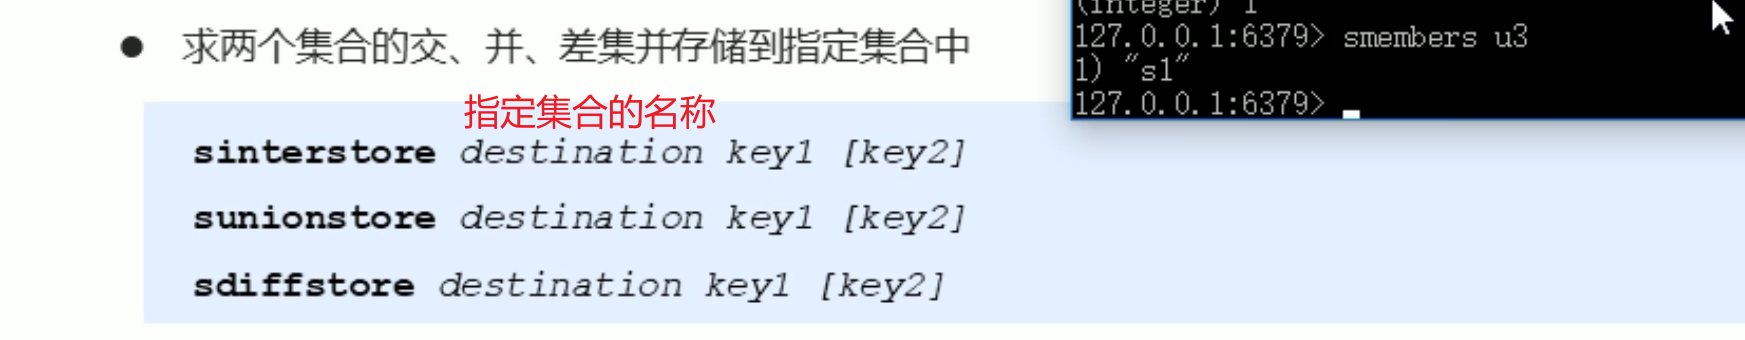 ● 求两个集合的交、并、差集并存储到指定集合中
指定集合的名称
sinterstore destination key1 [key2]
sunionstore destination key1 [key2]
sdiffstore destination key1 [key2]
(integer) 1
127.0.0.1:6379> smembers u3
1) "s1"
127.0.0.1:6379>